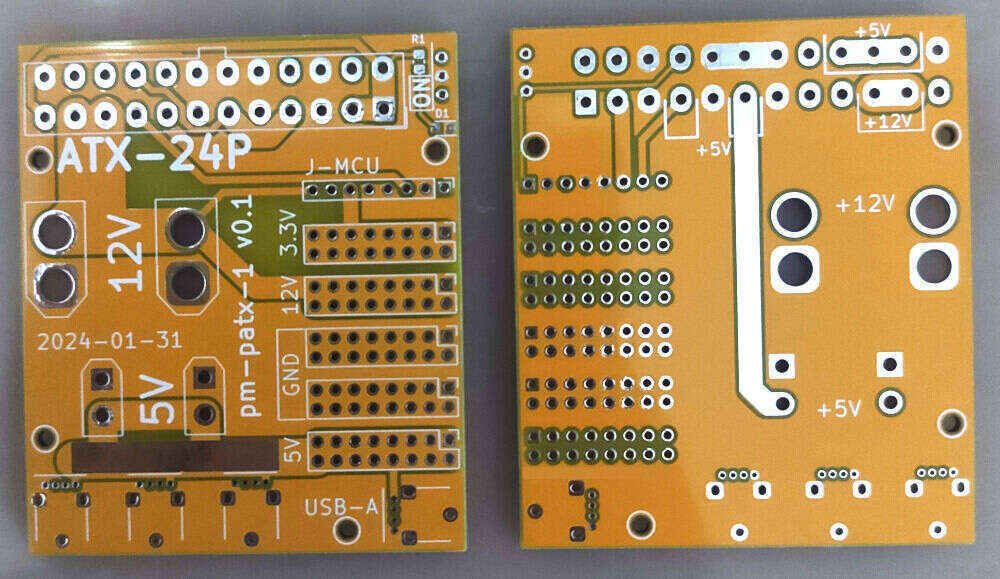 R1
ON
D1
ATX-24P
J-MCU
12V
3.3V
pm-patx-1 v0.1
12V
2024-01-31
GND
5V
5V
USB-A
+5V
+12V
+5V
+12V
+5V